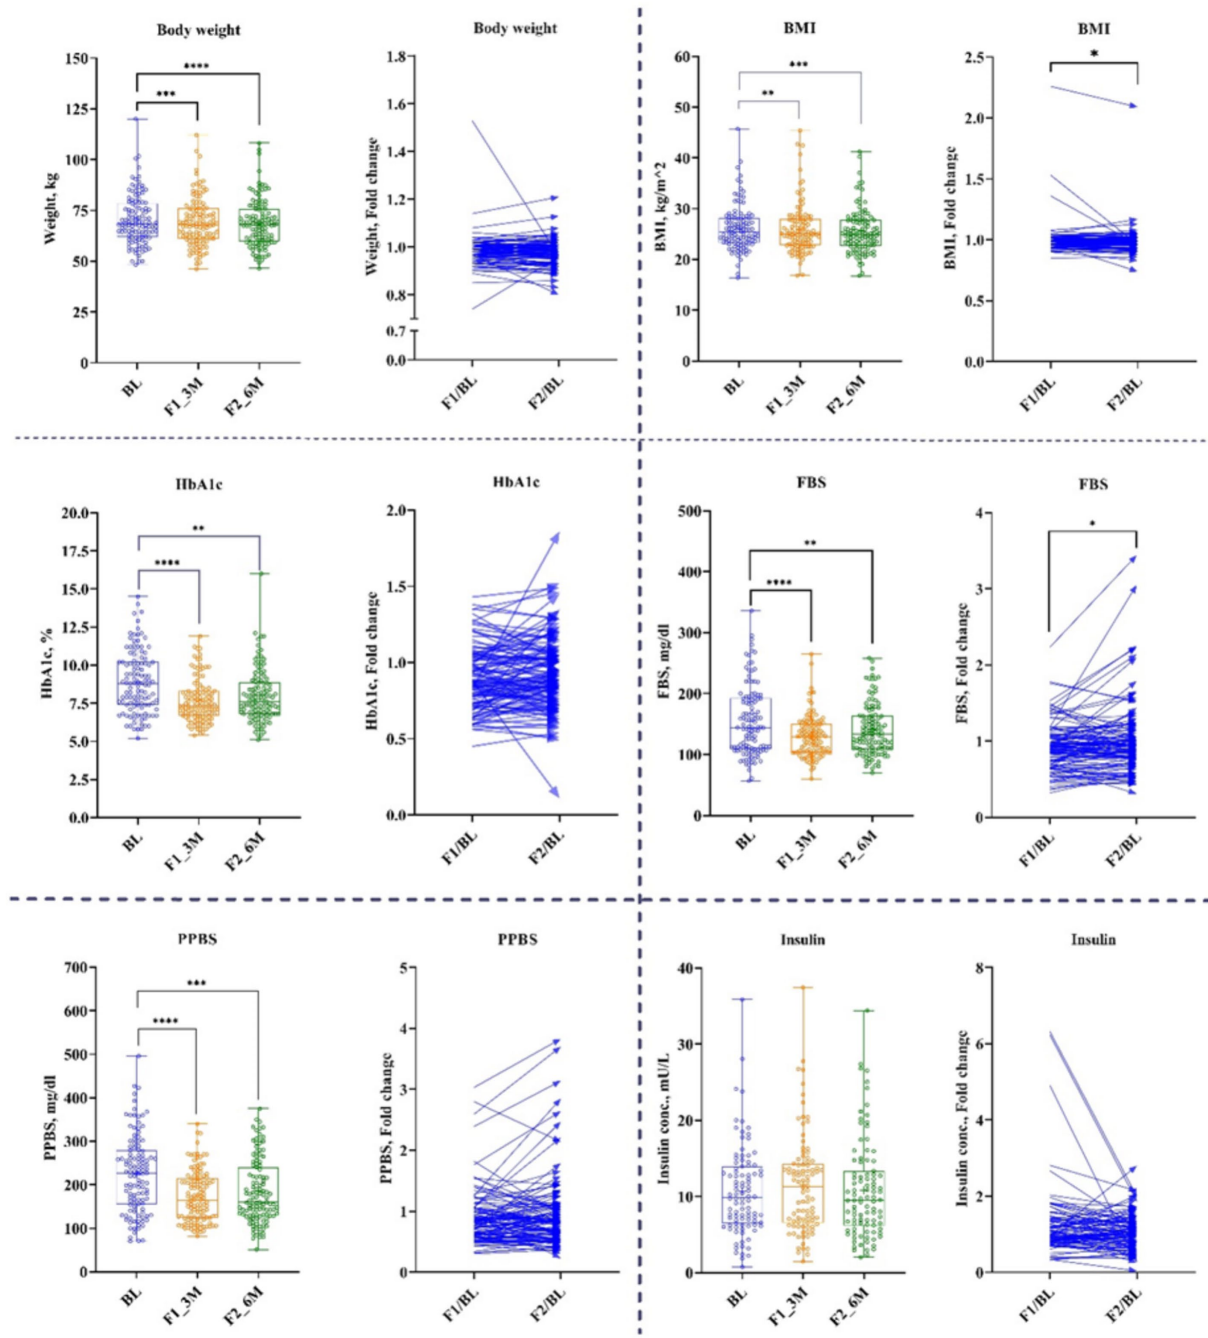 Body weight
Weight, kg
150
125
100
75
50
25
0
****
***
BL
F1_3M
F2_6M
Body weight
Weight, Fold change
1.8
1.6
1.4
1.2
1.0
0.8
0.7
0.0
F1/BL
F2/BL
BMI
BMI, kg/m^2
60
50
40
30
20
10
0
***
**
BL
F1_3M
F2_6M
BMI
BMI, Fold change
2.5
2.0
1.5
1.0
0.5
0.0
*
F1/BL
F2/BL
HbA1c
HbA1c, %
20.0
17.5
15.0
12.5
10.0
7.5
5.0
2.5
0.0
**
****
BL
F1_3M
F2_6M
HbA1c
HbA1c, Fold change
2.0
1.5
1.0
0.5
0.0
F1/BL
F2/BL
FBS
FBS, mg/dl
500
400
300
200
100
0
**
****
BL
F1_3M
F2_6M
FBS
FBS, Fold change
4
3
2
1
0
*
F1/BL
F2/BL
PPBS
PPBS, mg/dl
700
600
500
400
300
200
100
0
***
****
BL
F1_3M
F2_6M
PPBS
PPBS, Fold change
5
4
3
2
1
0
F1/BL
F2/BL
Insulin
Insulin conc., mU/L
40
30
20
10
0
BL
F1_3M
F2_6M
Insulin
Insulin conc., Fold change
8
6
4
2
0
F1/BL
F2/BL